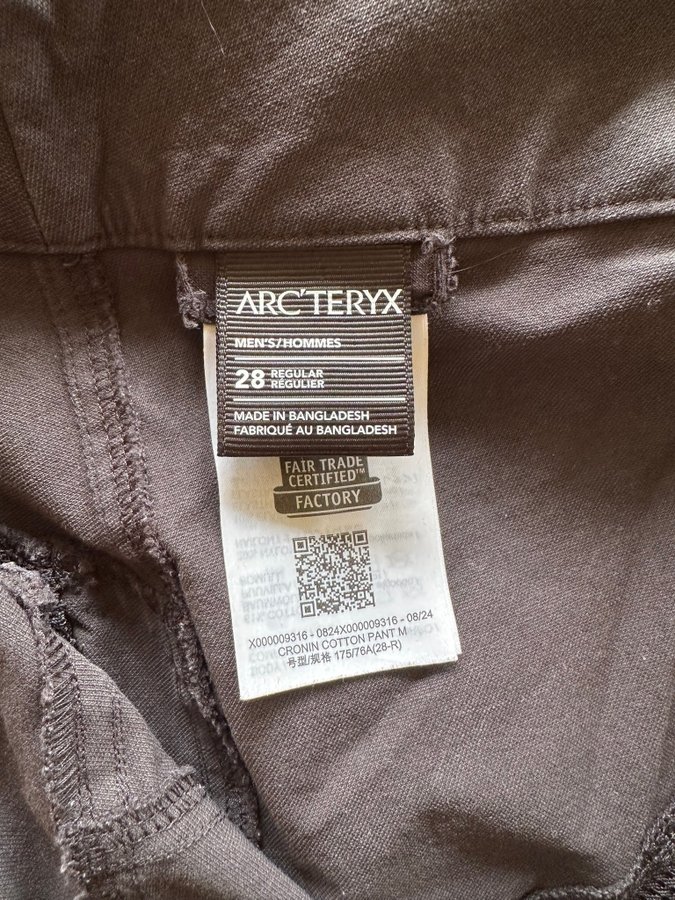 ARC'TERYX
MEN'S/HOMMES
28 REGULAR
RÉGULIER
MADE IN BANGLADESH
FABRIQUÉ AU BANGLADESH
FAIR TRADE
CERTIFIED™
FACTORY
X000009316 - 0824X000009316 - 08/24
CRONIN COTTON PANT M
号型/规格 175/76A(28-R)